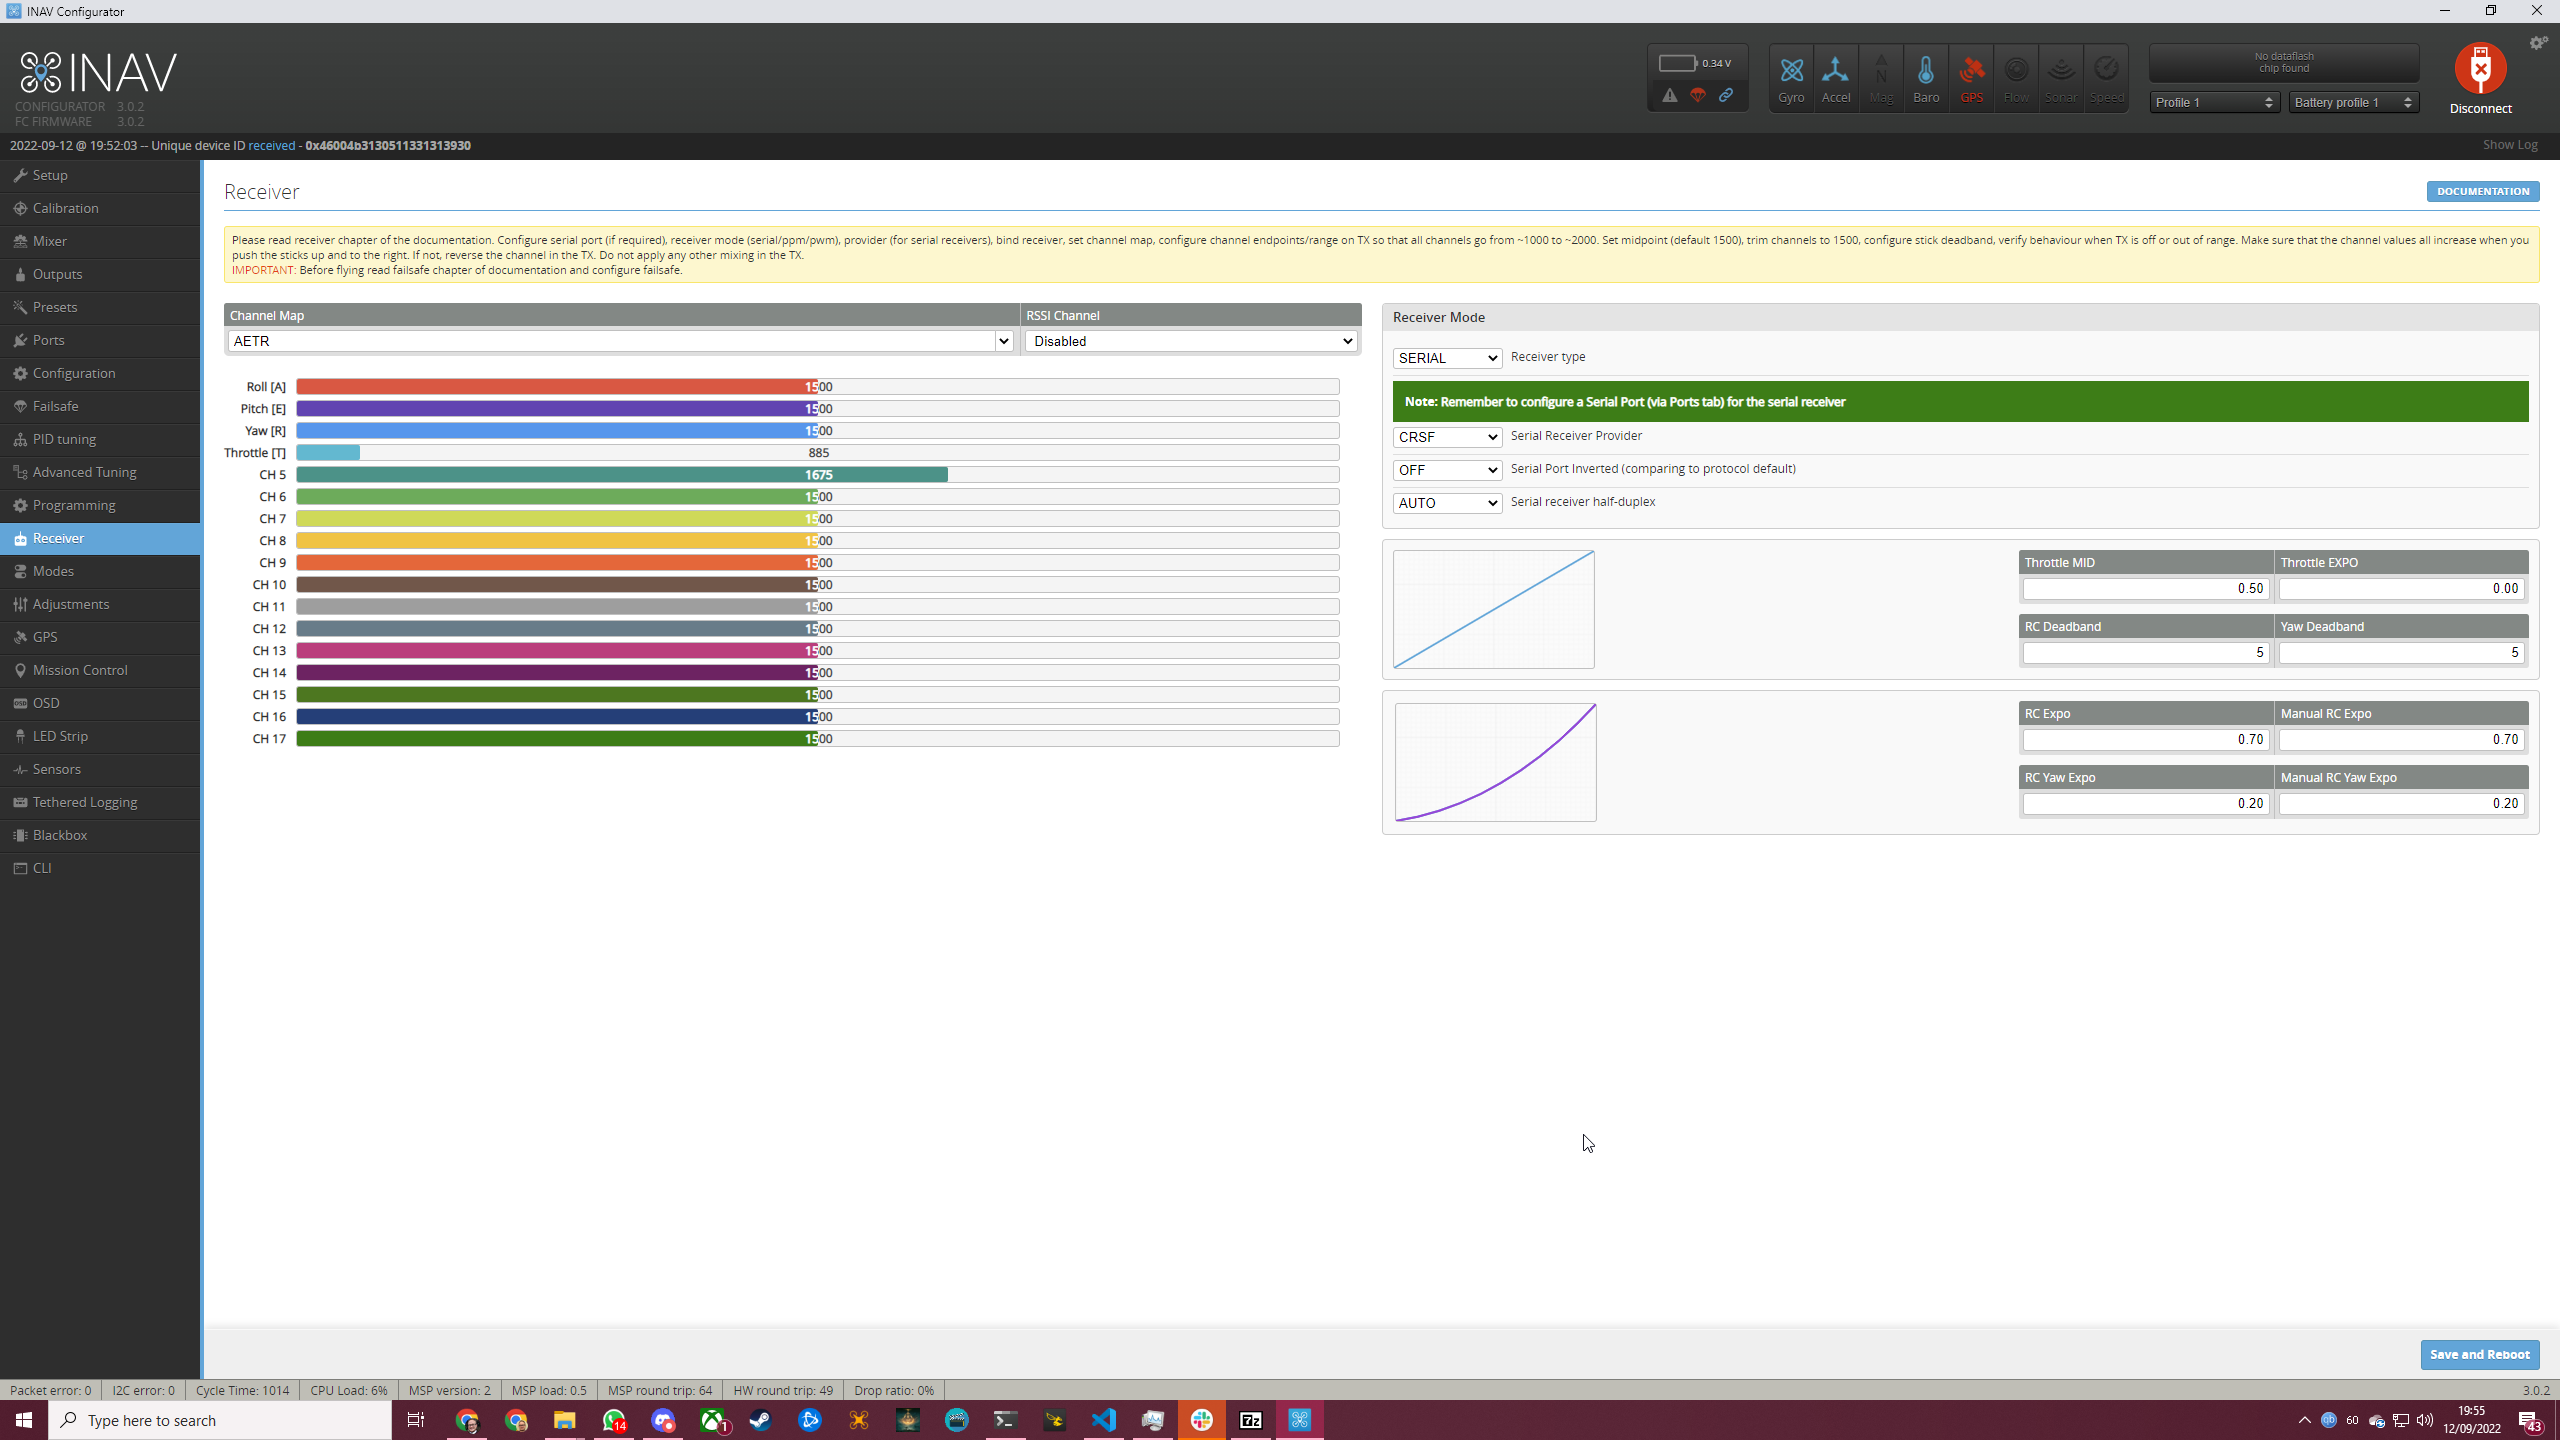 INAV Configurator
INAV
CONFIGURATOR 3.0.2
FC FIRMWARE 3.0.2
0.34 V
Gyro Accel Mag Baro GPS Flow Sonar Speed
No dataflash
chip found
Profile 1 Battery profile 1
Disconnect
2022-09-12 @ 19:52:03 -- Unique device ID received - 0x46004b3130511331313930
Show Log
Setup
Calibration
Mixer
Outputs
Presets
Ports
Configuration
Failsafe
PID tuning
Advanced Tuning
Programming
Receiver
Modes
Adjustments
GPS
Mission Control
OSD
LED Strip
Sensors
Tethered Logging
Blackbox
CLI
Receiver
DOCUMENTATION
Please read receiver chapter of the documentation. Configure serial port (if required), receiver mode (serial/ppm/pwm), provider (for serial receivers), bind receiver, set channel map, configure channel endpoints/range on TX so that all channels go from ~1000 to ~2000. Set midpoint (default 1500), trim channels to 1500, configure stick deadband, verify behaviour when TX is off or out of range. Make sure that the channel values all increase when you
push the sticks up and to the right. If not, reverse the channel in the TX. Do not apply any other mixing in the TX.
IMPORTANT: Before flying read failsafe chapter of documentation and configure failsafe.
Channel Map RSSI Channel
AETR Disabled
Roll [A] 1500
Pitch [E] 1500
Yaw [R] 1500
Throttle [T] 885
CH 5 1675
CH 6 1500
CH 7 1500
CH 8 1500
CH 9 1500
CH 10 1500
CH 11 1500
CH 12 1500
CH 13 1500
CH 14 1500
CH 15 1500
CH 16 1500
CH 17 1500
Receiver Mode
SERIAL Receiver type
Note: Remember to configure a Serial Port (via Ports tab) for the serial receiver
CRSF Serial Receiver Provider
OFF Serial Port Inverted (comparing to protocol default)
AUTO Serial receiver half-duplex
Throttle MID Throttle EXPO
0.50 0.00
RC Deadband Yaw Deadband
5 5
RC Expo Manual RC Expo
0.70 0.70
RC Yaw Expo Manual RC Yaw Expo
0.20 0.20
Save and Reboot
Packet error: 0 I2C error: 0 Cycle Time: 1014 CPU Load: 6% MSP version: 2 MSP load: 0.5 MSP round trip: 64 HW round trip: 49 Drop ratio: 0% 3.0.2
Type here to search
14
1
7z
qb
60
19:55
12/09/2022
43